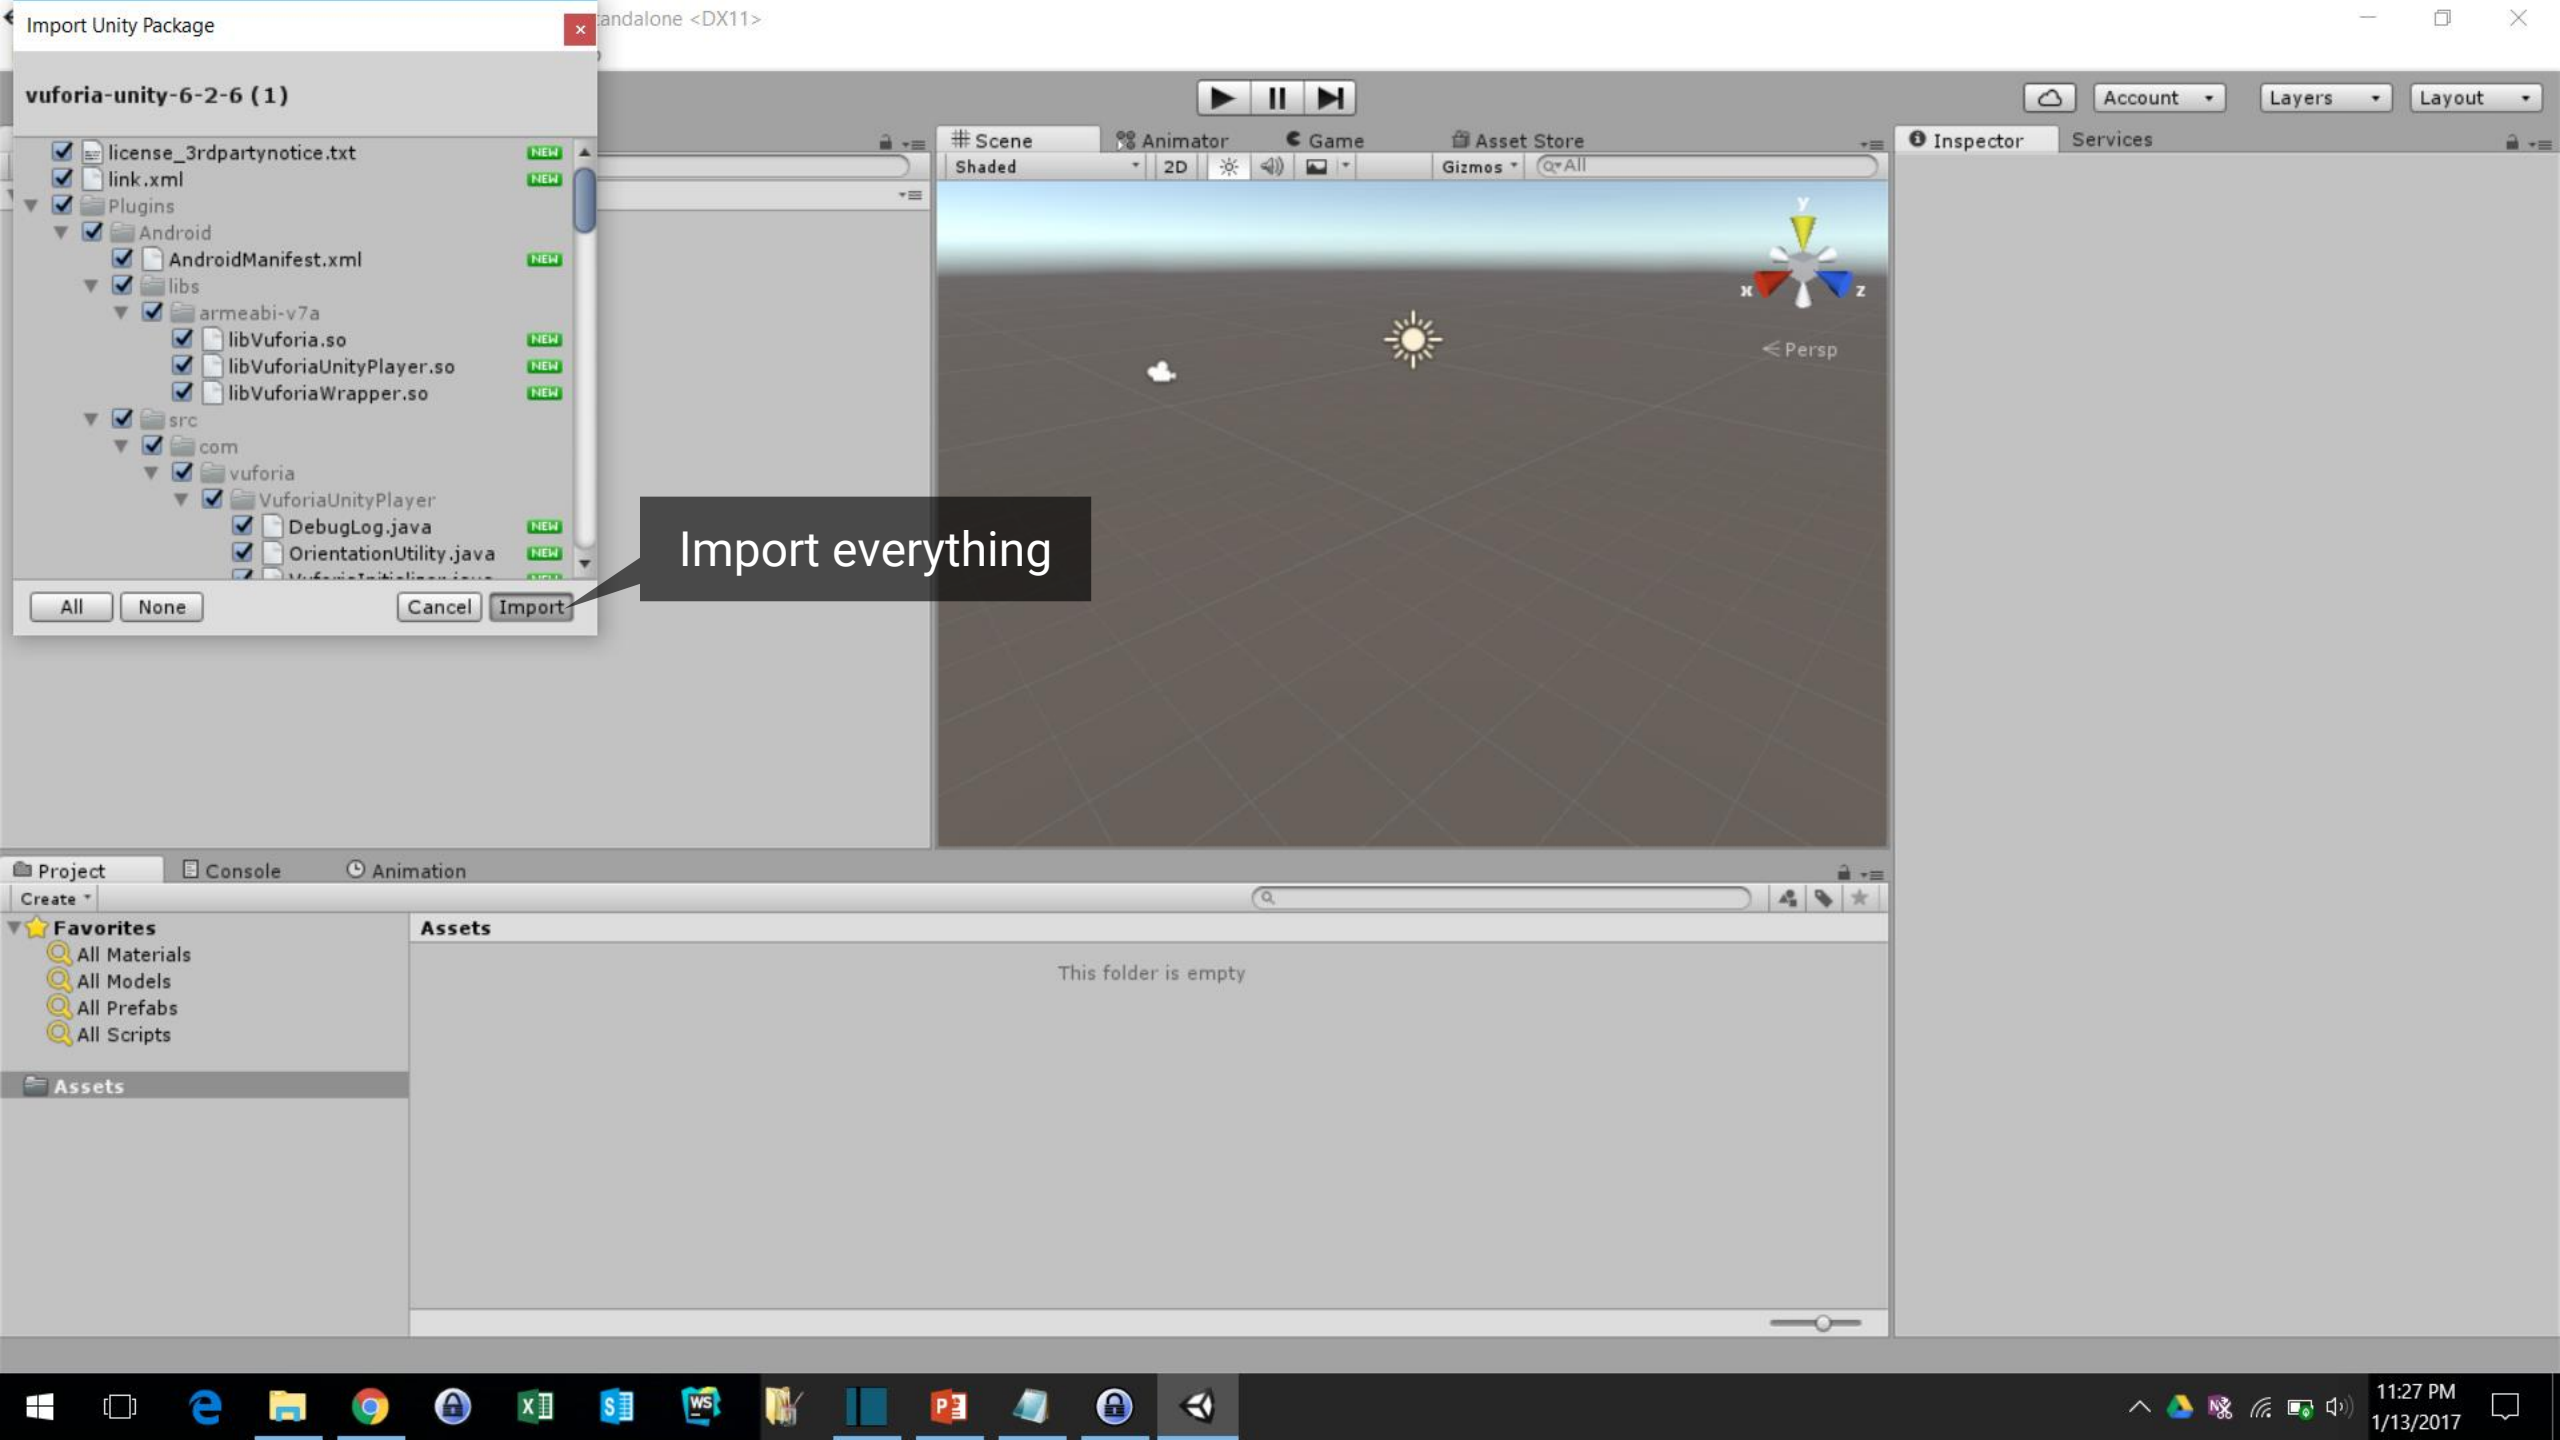 Import Unity Package
andalone <DX11>
vuforia-unity-6-2-6 (1)
Account
Layers
Layout
license_3rdpartynotice.txt NEW
link.xml NEW
Plugins
Android
AndroidManifest.xml NEW
libs
armeabi-v7a
libVuforia.so NEW
libVuforiaUnityPlayer.so NEW
libVuforiaWrapper.so NEW
src
com
vuforia
VuforiaUnityPlayer
DebugLog.java NEW
OrientationUtility.java NEW
All
None
Cancel
Import
Import everything
Scene
Animator
Game
Asset Store
Shaded
2D
Gizmos
All
y
x
z
Persp
Inspector
Services
Project
Console
Animation
Create
Favorites
All Materials
All Models
All Prefabs
All Scripts
Assets
Assets
This folder is empty
11:27 PM
1/13/2017